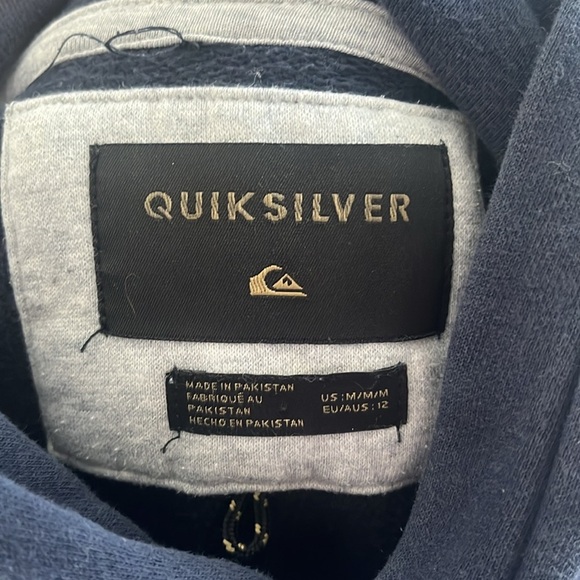 QUIKSILVER
MADE IN PAKISTAN
FABRIQUÉ AU
PAKISTAN
HECHO EN PAKISTAN
US : M/M/M
EU/AUS : 12